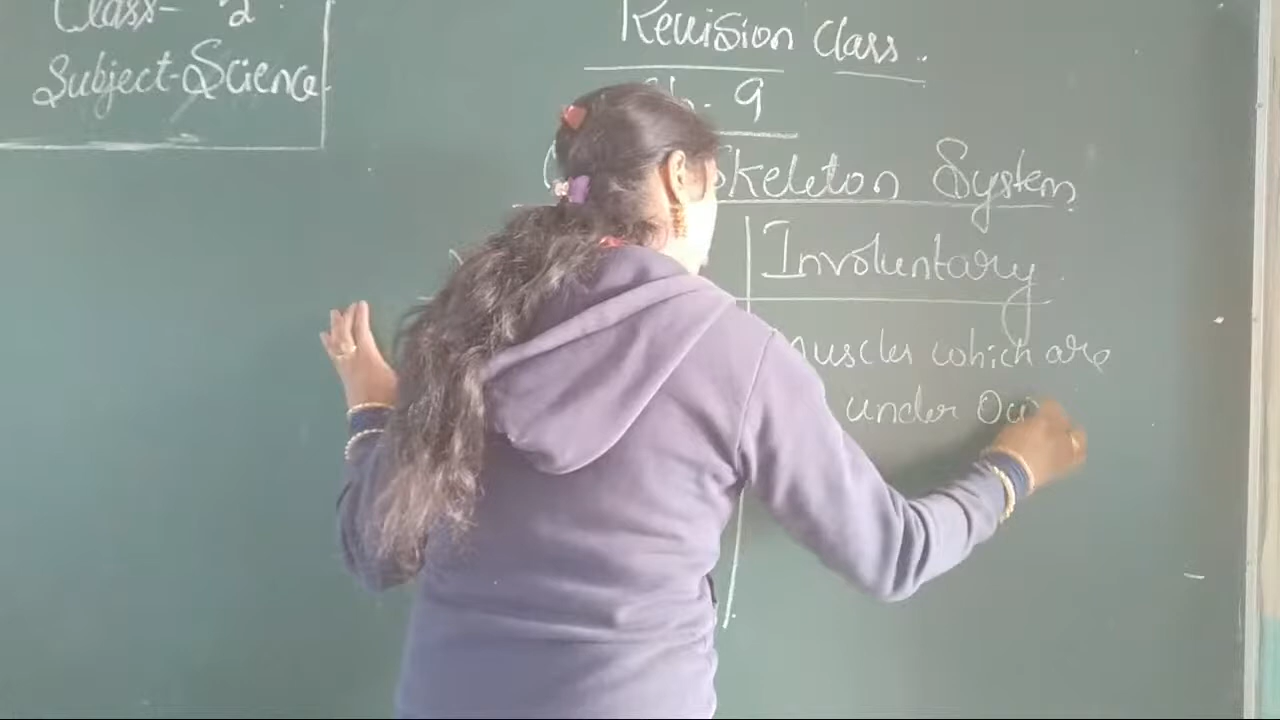 Class- 2
Subject-Science
Revision Class.
Ch- 9
Skeleton System
Involuntary
muscles which are
under Ou